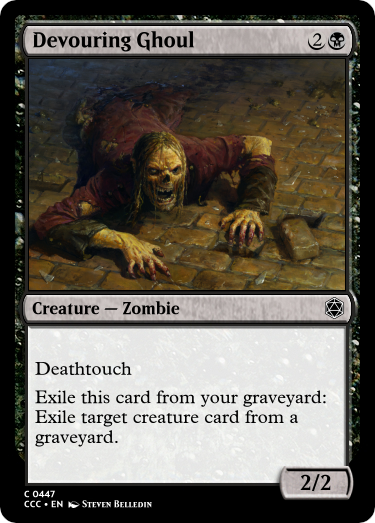 Devouring Ghoul 2
Creature — Zombie
Deathtouch
Exile this card from your graveyard:
Exile target creature card from a
graveyard.
2/2
C 0447
CCC • EN Steven Belledin